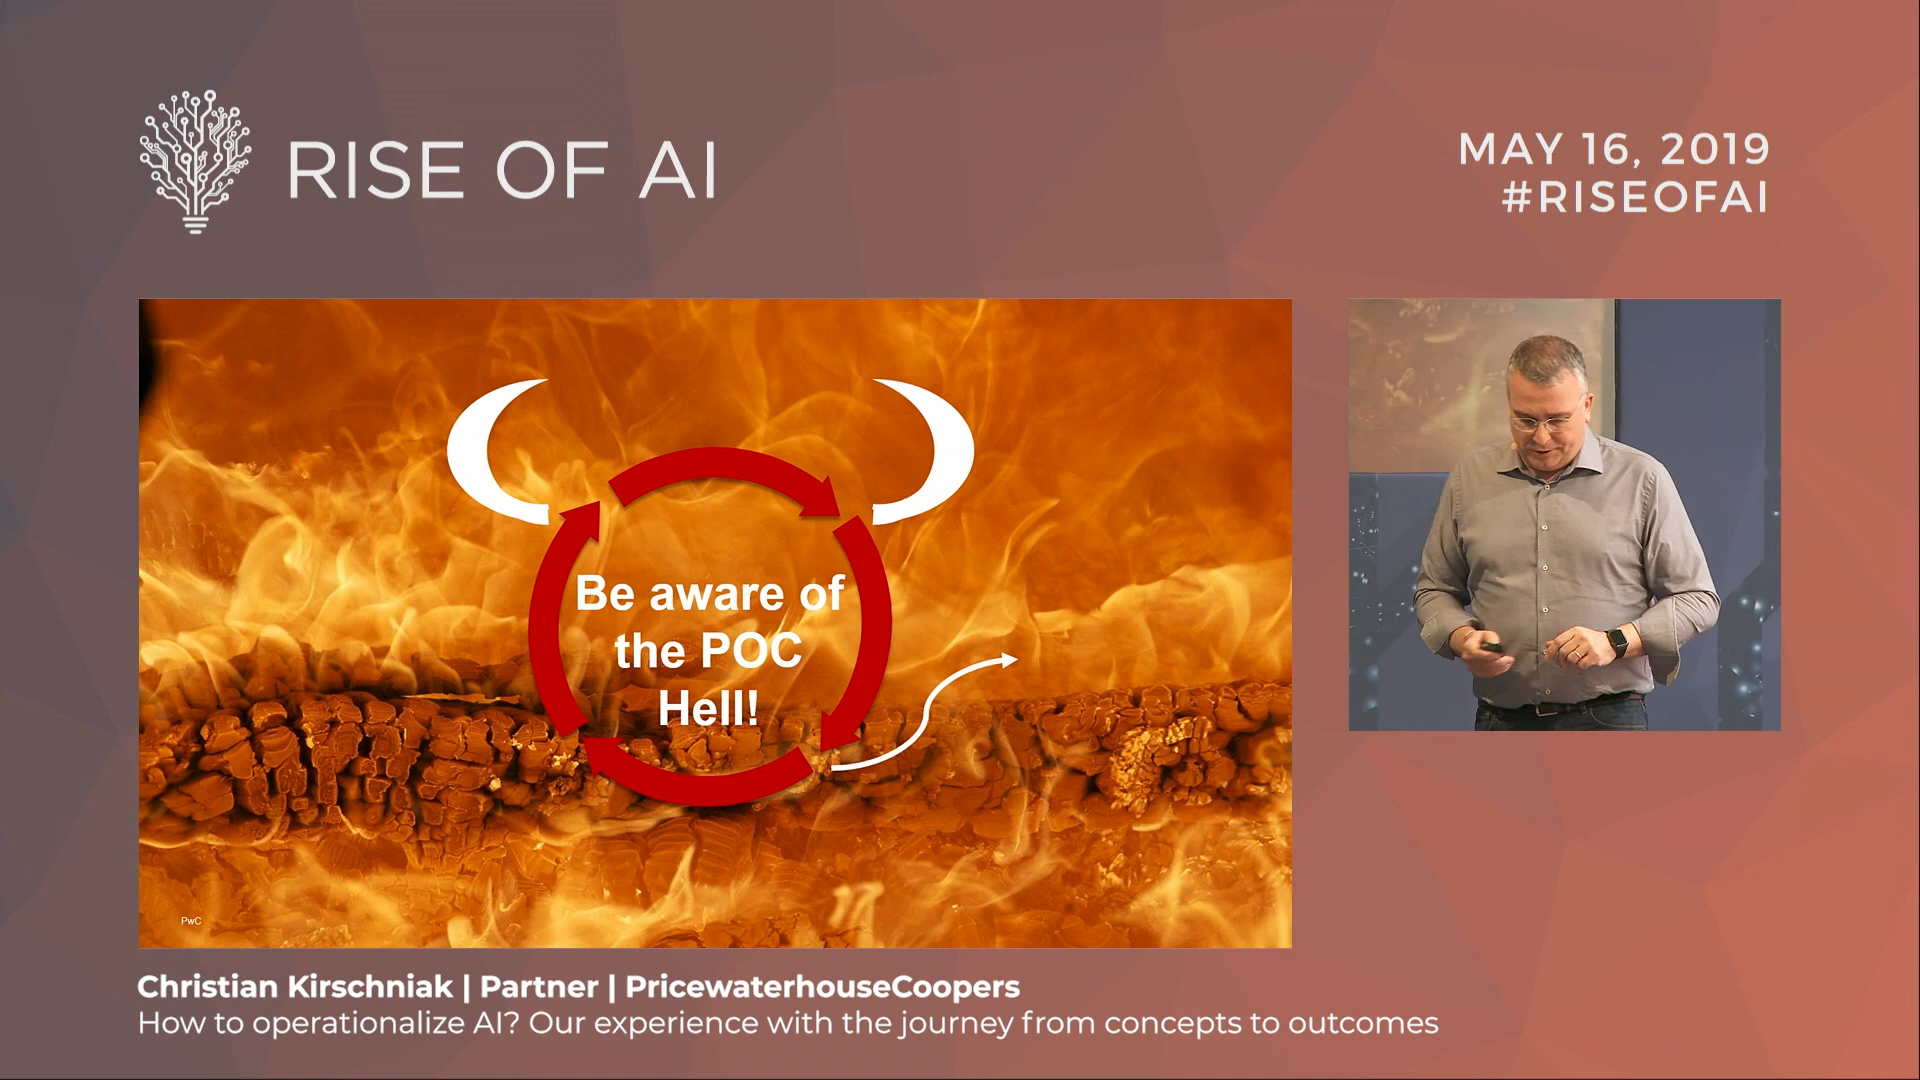 RISE OF AI
MAY 16, 2019
#RISEOFAI
Be aware of
the POC
Hell!
PwC
Christian Kirschniak | Partner | PricewaterhouseCoopers
How to operationalize AI? Our experience with the journey from concepts to outcomes